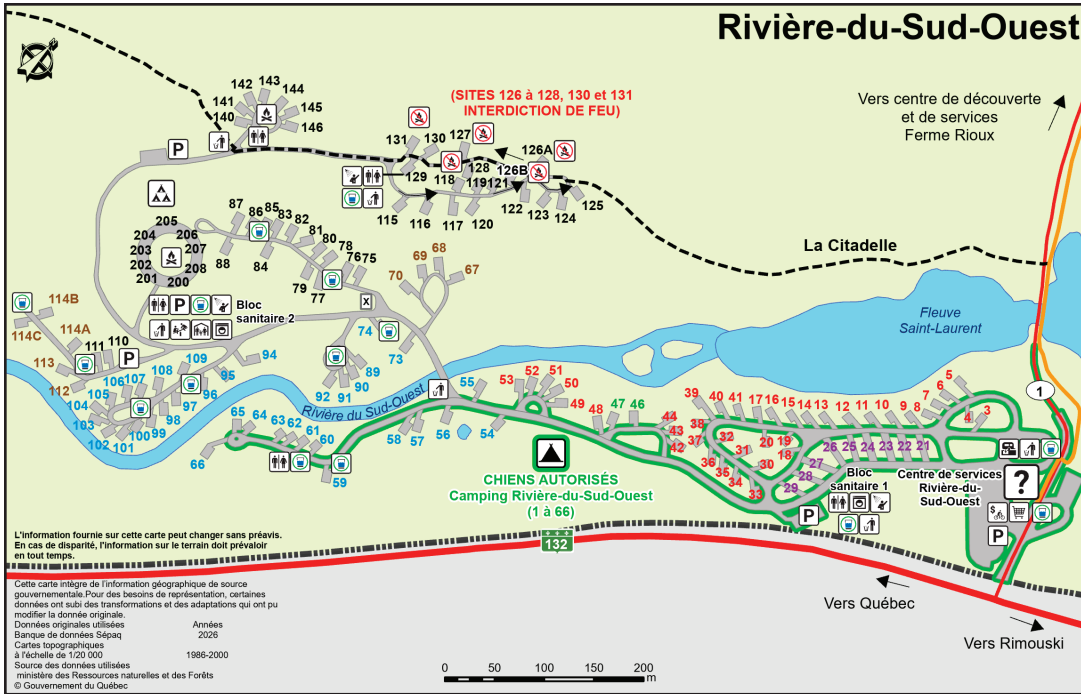 Rivière-du-Sud-Ouest
(SITES 126 à 128, 130 et 131
INTERDICTION DE FEU)
Vers centre de découverte
et de services
Ferme Rioux
142 143 144
141 145
140 146
P
131 130 127 126A
129 118 128 126B
119 121
115 116 117 120 122 123 124 125
La Citadelle
205
204 206
203 207
202 208
201 200
87 86 85 83 82 81 80 78 76 75
88 84 79 77
70 69 68 67
X
74 73
P
Bloc
sanitaire 2
114B
114C 114A
113 111 110
112
P
109 108 107 106 105 104 103 102 101 100 99 98 97 96 95 94
92 91 90 89
Fleuve
Saint-Laurent
Rivière du Sud-Ouest
1
66 65 64 63 62 61 60 59
58 57 56 55 54
53 52 51 50 49 48 47 46
44 43 42
39 40 41 17 16 15 14 13 12 11 10 9 8 7 6 5
4 3
38 37 36 35 34 33 32 31 30 20 19 18
29 28 27 26 25 24 23 22 21
CHIENS AUTORISÉS
Camping Rivière-du-Sud-Ouest
(1 à 66)
Bloc
sanitaire 1
P
Centre de services
Rivière-du-
Sud-Ouest
?
$
P
132
Vers Québec
Vers Rimouski
L'information fournie sur cette carte peut changer sans préavis.
En cas de disparité, l'information sur le terrain doit prévaloir
en tout temps.
Cette carte intègre de l'information géographique de source
gouvernementale.Pour des besoins de représentation, certaines
données ont subi des transformations et des adaptations qui ont pu
modifier la donnée originale.
Données originales utilisées Années
Banque de données Sépaq 2026
Cartes topographiques
à l'échelle de 1/20 000 1986-2000
Source des données utilisées
ministère des Ressources naturelles et des Forêts
© Gouvernement du Québec
0 50 100 150 200
m